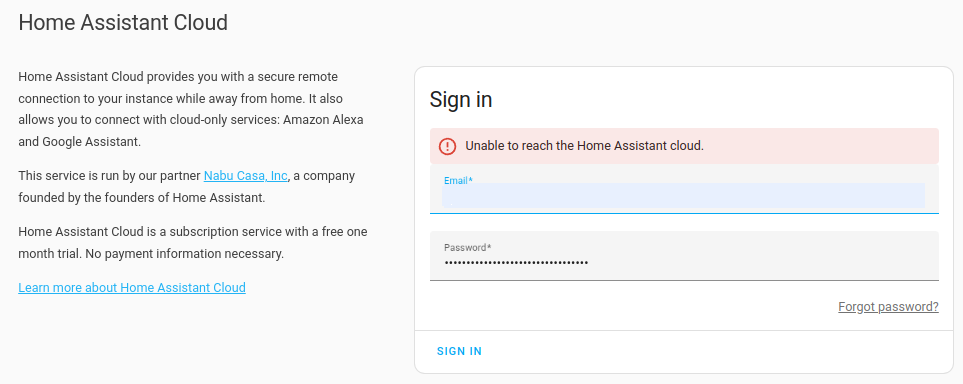 Home Assistant Cloud
Home Assistant Cloud provides you with a secure remote
connection to your instance while away from home. It also
allows you to connect with cloud-only services: Amazon Alexa
and Google Assistant.
This service is run by our partner Nabu Casa, Inc, a company
founded by the founders of Home Assistant.
Home Assistant Cloud is a subscription service with a free one
month trial. No payment information necessary.
Learn more about Home Assistant Cloud
Sign in
Unable to reach the Home Assistant cloud.
Email*
Password*
•••••••••••••••••••••••••••••••••
Forgot password?
SIGN IN